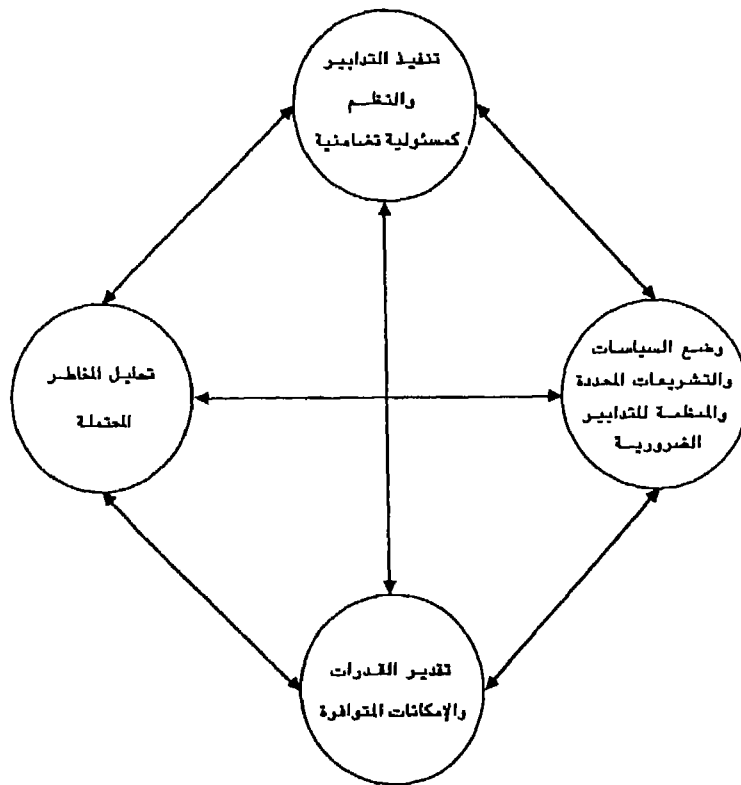 تنفيذ التدابير
والنظم
كمسئولية تضامنية
وضع السياسات
والتشريعات المحددة
والمنظمة للتدابير
الضرورية
تحليل المخاطر
المحتملة
تقدير القدرات
والإمكانات المتوافرة